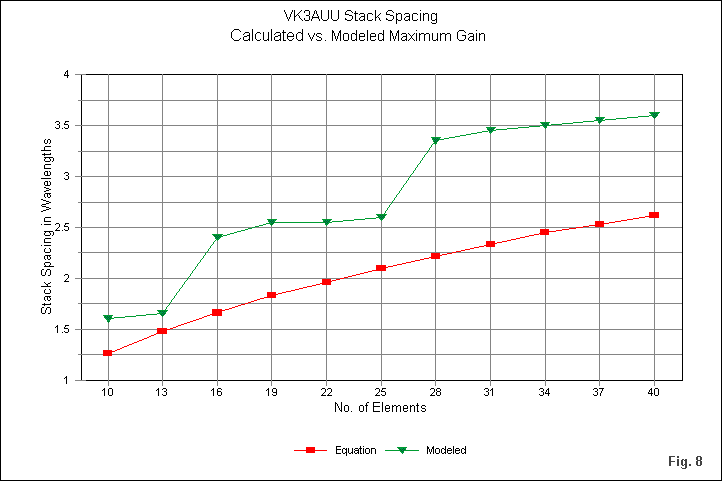 VK3AUU Stack Spacing
Calculated vs. Modeled Maximum Gain
Stack Spacing in Wavelengths
4
3.5
3
2.5
2
1.5
1
10 13 16 19 22 25 28 31 34 37 40
No. of Elements
Equation Modeled
Fig. 8